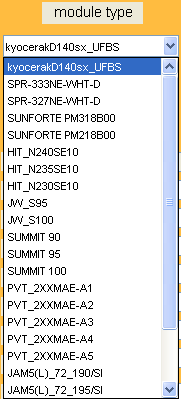 module type
kyocerakD140sx_UFBS
kyocerakD140sx_UFBS
SPR-333NE-WHT-D
SPR-327NE-WHT-D
SUNFORTE PM318B00
SUNFORTE PM218B00
HIT_N240SE10
HIT_N235SE10
HIT_N230SE10
JW_S95
JW_S100
SUMMIT 90
SUMMIT 95
SUMMIT 100
PVT_2XXMAE-A1
PVT_2XXMAE-A2
PVT_2XXMAE-A3
PVT_2XXMAE-A4
PVT_2XXMAE-A5
JAM5(L)_72_190/SI
JAM5(L)_72_195/SI